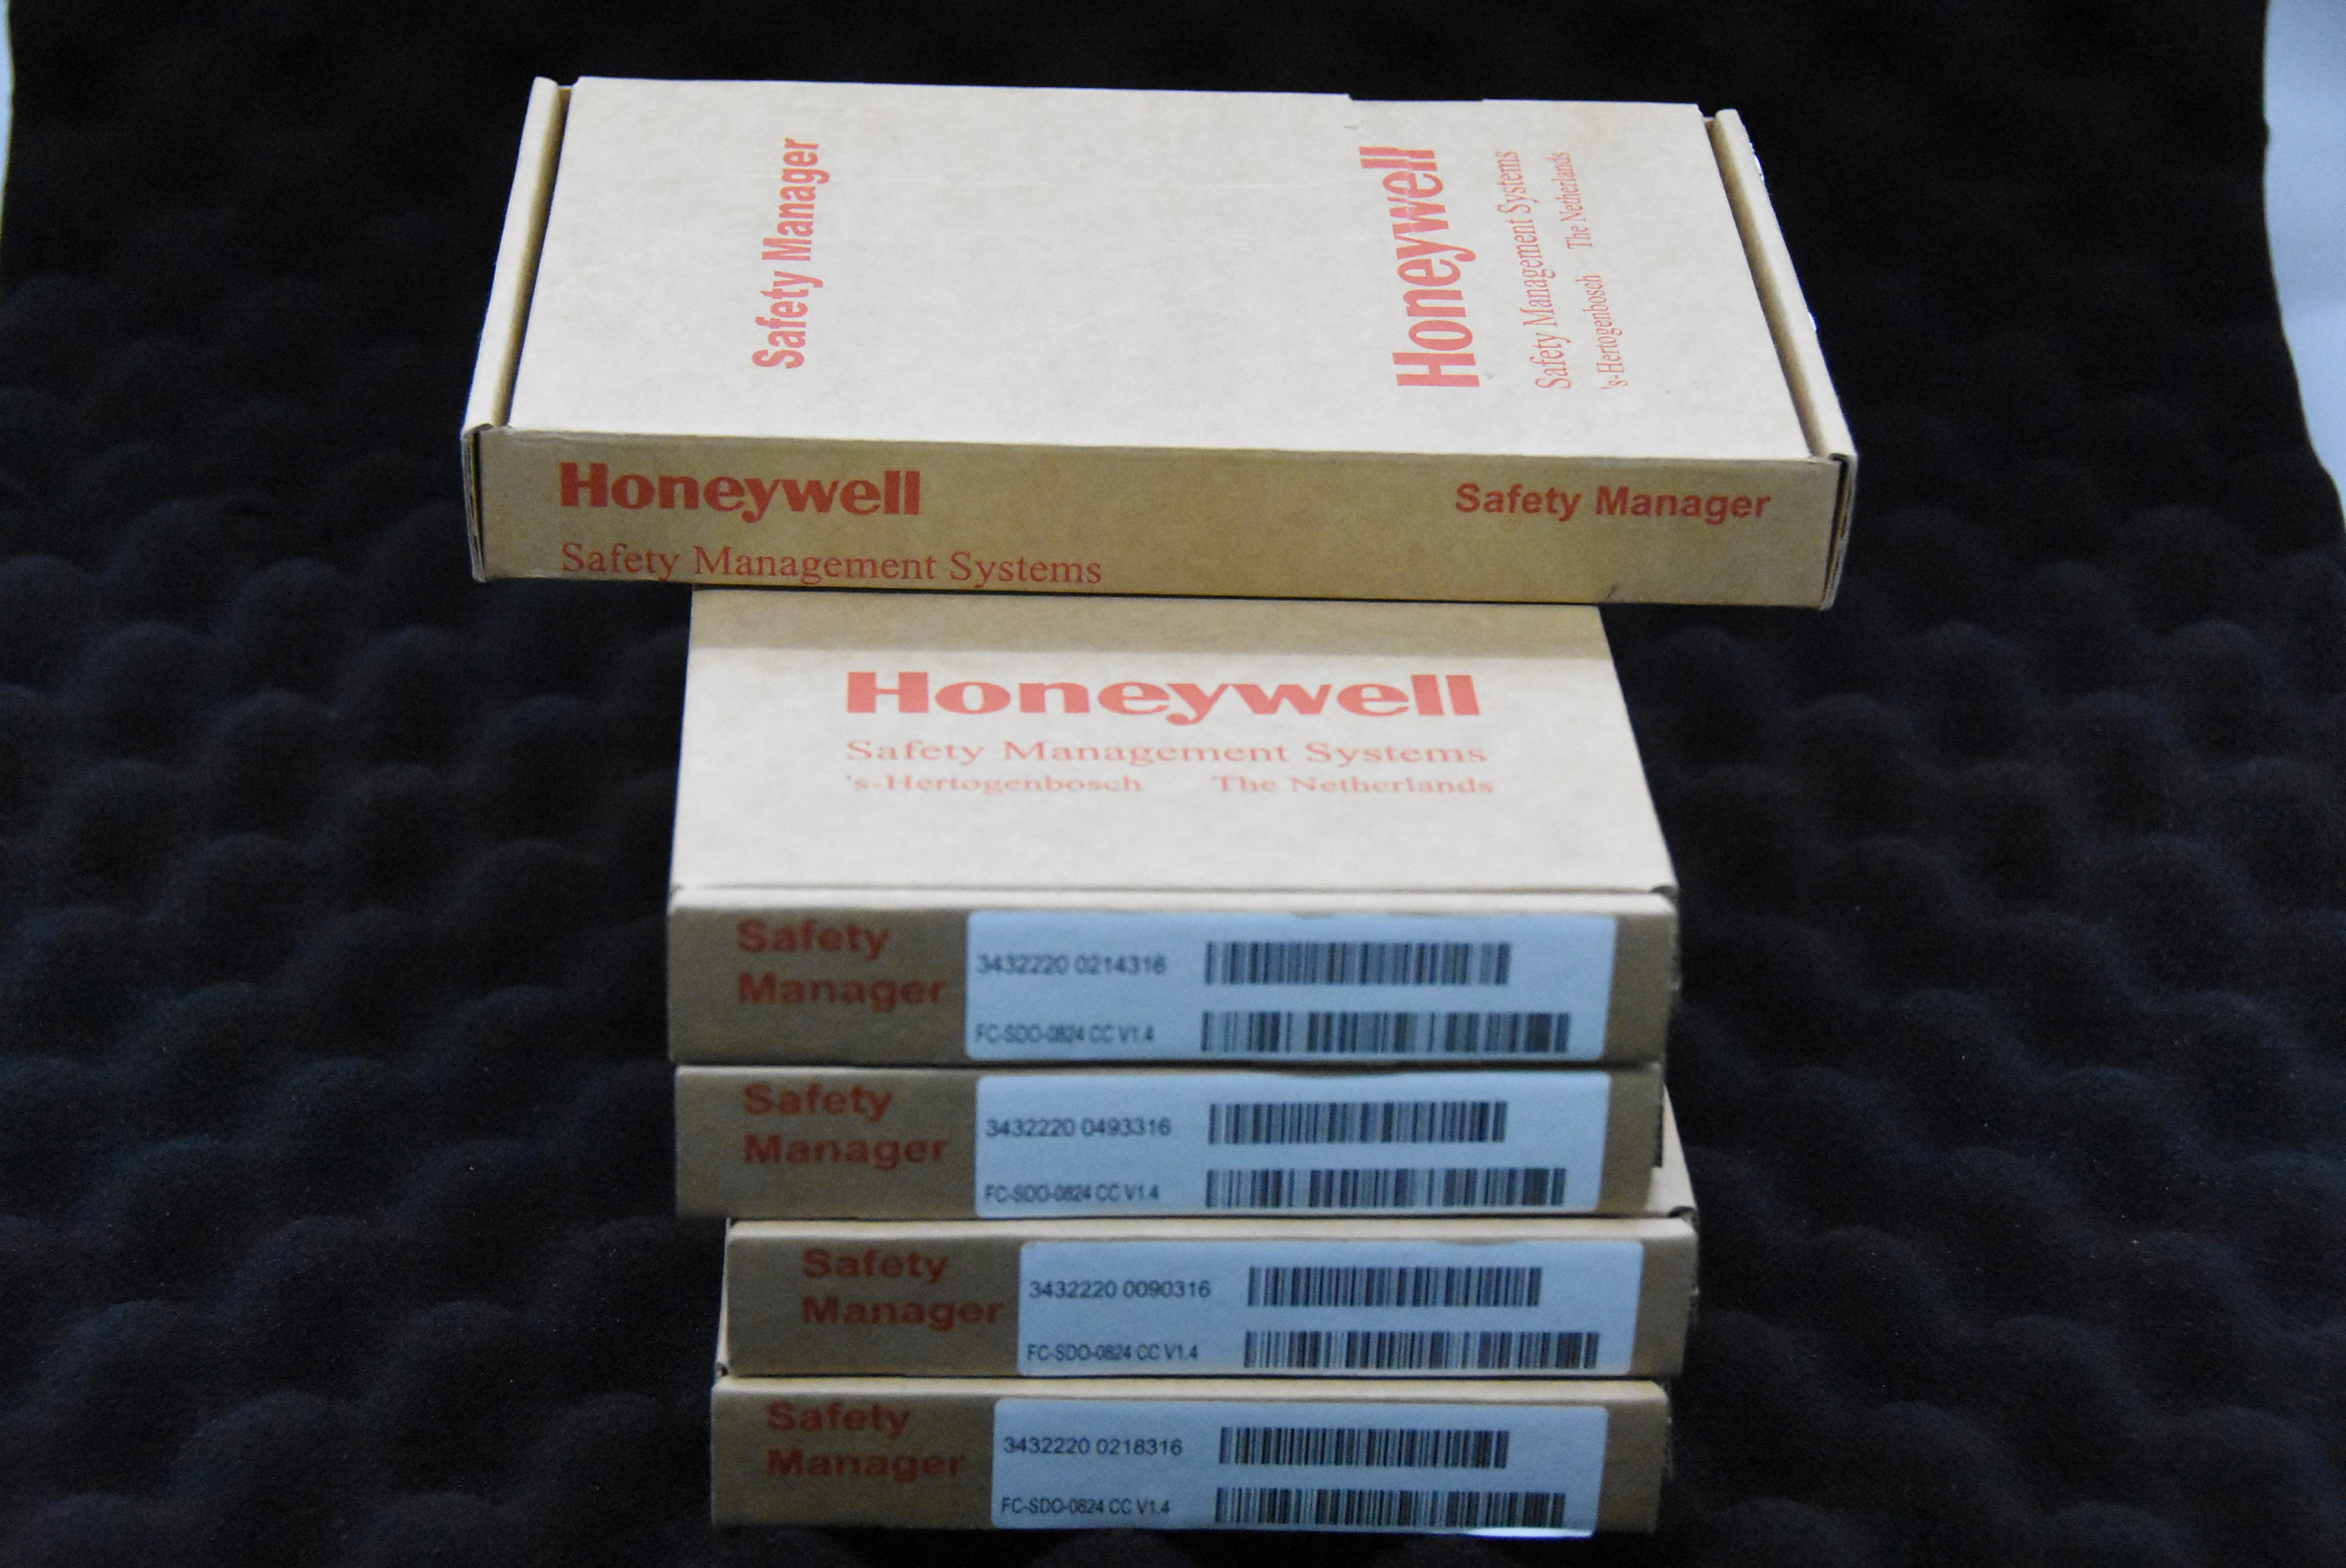 Safety Manager
Honeywell
Safety Management Systems
's-Hertogenbosch The Netherlands
Honeywell
Safety Manager
Safety Management Systems
Honeywell
Safety Management Systems
's-Hertogenbosch The Netherlands
Safety
Manager
3432220 0214316
FC-SDO-0824 CC V1.4
Safety
Manager
3432220 0493316
FC-SDO-0824 CC V1.4
Safety
Manager
3432220 0090316
FC-SDO-0824 CC V1.4
Safety
Manager
3432220 0218316
FC-SDO-0824 CC V1.4